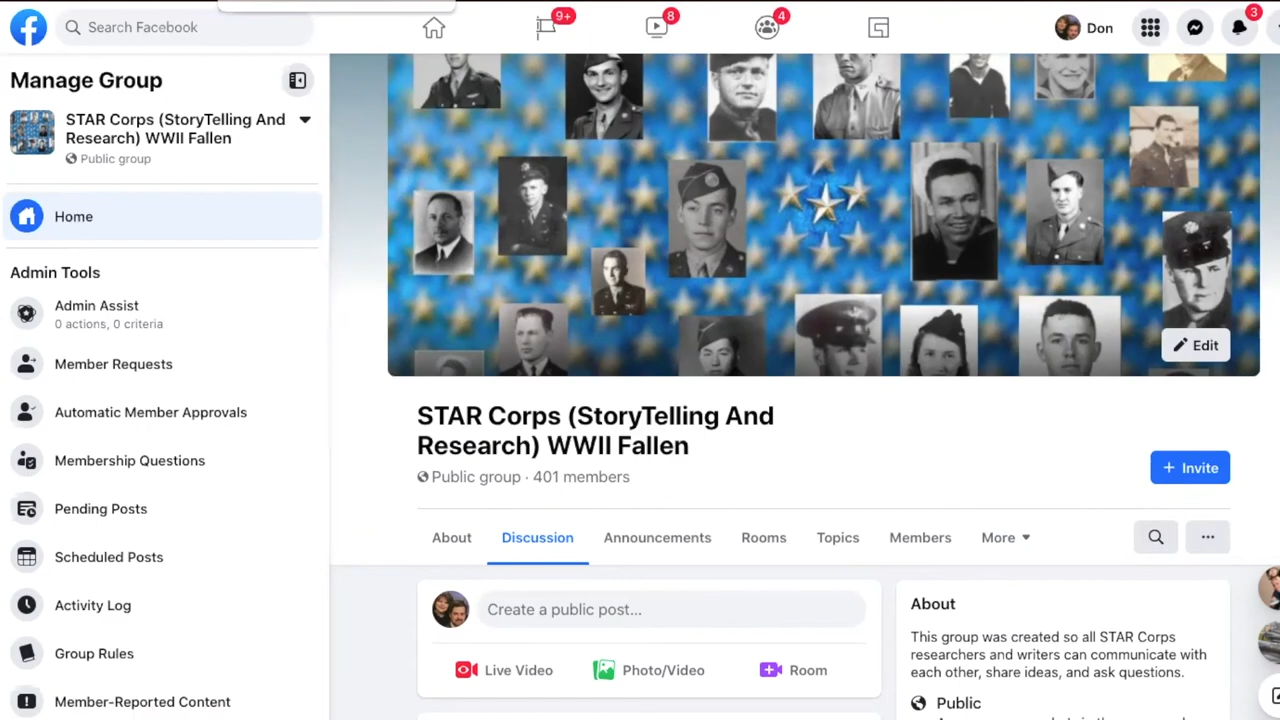 Search Facebook
9+
8
4
Don
3
Manage Group
STAR Corps (StoryTelling And
Research) WWII Fallen
Public group
Home
Admin Tools
Admin Assist
0 actions, 0 criteria
Member Requests
Automatic Member Approvals
Membership Questions
Pending Posts
Scheduled Posts
Activity Log
Group Rules
Member-Reported Content
Edit
STAR Corps (StoryTelling And
Research) WWII Fallen
Public group · 401 members
+ Invite
About
Discussion
Announcements
Rooms
Topics
Members
More
Create a public post...
Live Video
Photo/Video
Room
About
This group was created so all STAR Corps
researchers and writers can communicate with
each other, share ideas, and ask questions.
Public